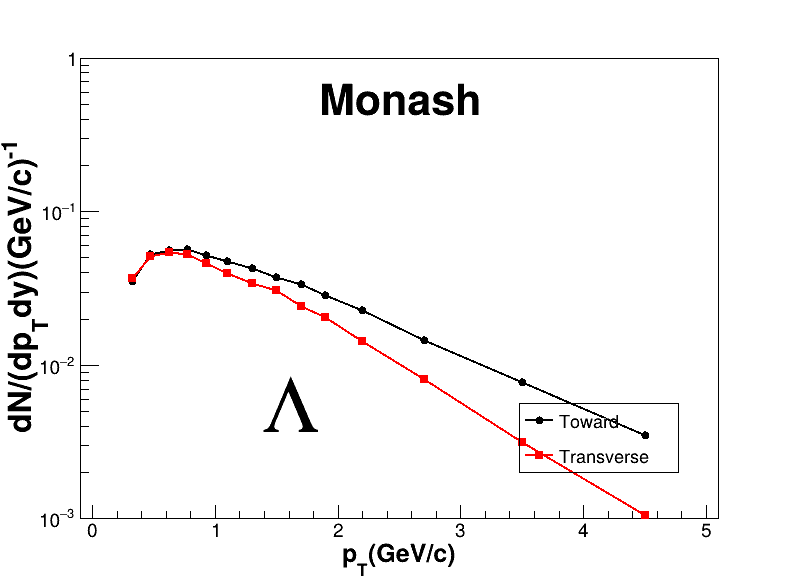 Monash
dN/(dp_T dy)(GeV/c)^-1
1
10^−1
10^−2
10^−3
Λ
Toward
Transverse
0 1 2 3 4 5
p_T(GeV/c)